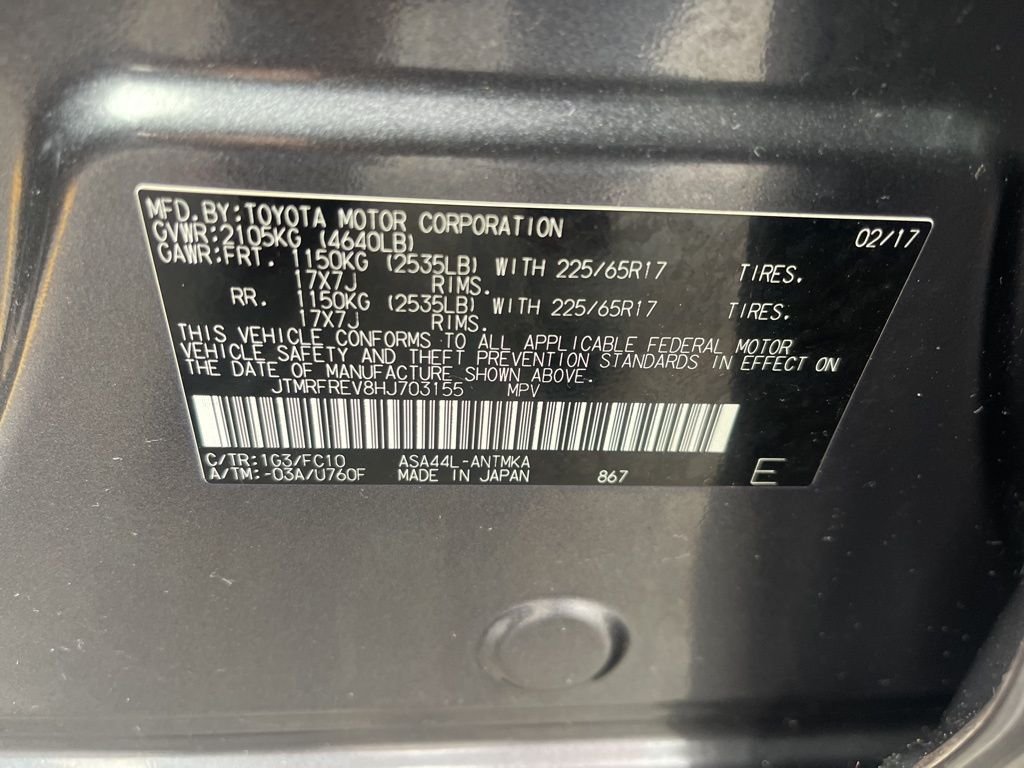 MFD.BY:TOYOTA MOTOR CORPORATION 02/17
GVWR:2105KG (4640LB)
GAWR:FRT. 1150KG (2535LB) WITH 225/65R17 TIRES.
17X7J RIMS.
RR. 1150KG (2535LB) WITH 225/65R17 TIRES.
17X7J RIMS.
THIS VEHICLE CONFORMS TO ALL APPLICABLE FEDERAL MOTOR
VEHICLE SAFETY AND THEFT PREVENTION STANDARDS IN EFFECT ON
THE DATE OF MANUFACTURE SHOWN ABOVE.
JTMRFREV8HJ703155 MPV
C/TR:1G3/FC10 ASA44L-ANTMKA
A/TM:-03A/U760F MADE IN JAPAN 867 E